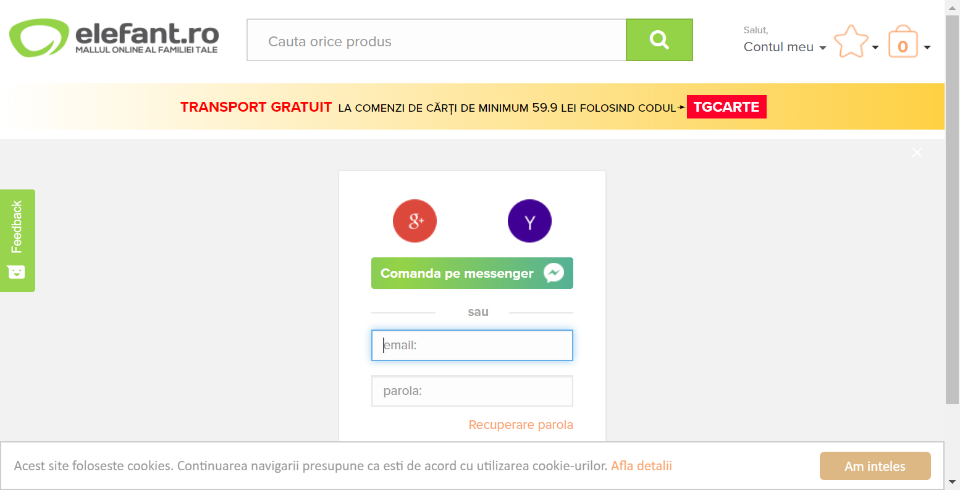 elefant.ro
MALLUL ONLINE AL FAMILIEI TALE
Cauta orice produs
Salut,
Contul meu
0
TRANSPORT GRATUIT LA COMENZI DE CĂRȚI DE MINIMUM 59.9 LEI FOLOSIND CODUL TGCARTE
Feedback
g+
Y
Comanda pe messenger
sau
email:
parola:
Recuperare parola
Acest site foloseste cookies. Continuarea navigarii presupune ca esti de acord cu utilizarea cookie-urilor. Afla detalii
Am inteles